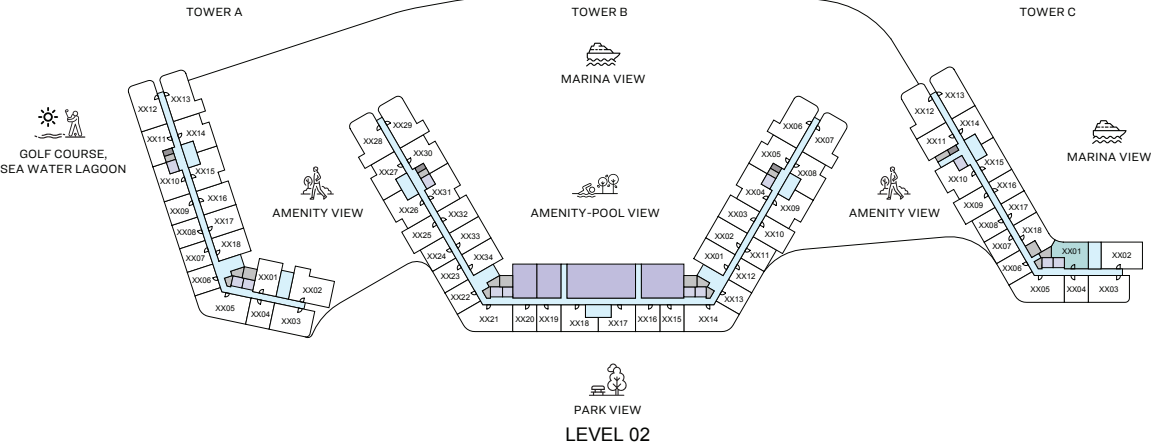 TOWER A
TOWER B
TOWER C
MARINA VIEW
GOLF COURSE,
SEA WATER LAGOON
AMENITY VIEW
AMENITY-POOL VIEW
AMENITY VIEW
MARINA VIEW
XX12
XX13
XX11
XX14
XX10
XX15
XX09
XX16
XX08
XX17
XX07
XX18
XX06
XX01
XX02
XX05
XX04
XX03
XX28
XX29
XX27
XX30
XX26
XX31
XX25
XX32
XX24
XX33
XX23
XX34
XX22
XX21
XX20
XX19
XX18
XX17
XX16
XX15
XX14
XX06
XX07
XX05
XX08
XX04
XX09
XX03
XX10
XX02
XX11
XX01
XX12
XX13
XX12
XX13
XX11
XX14
XX10
XX15
XX09
XX16
XX08
XX17
XX07
XX18
XX06
XX01
XX02
XX05
XX04
XX03
PARK VIEW
LEVEL 02